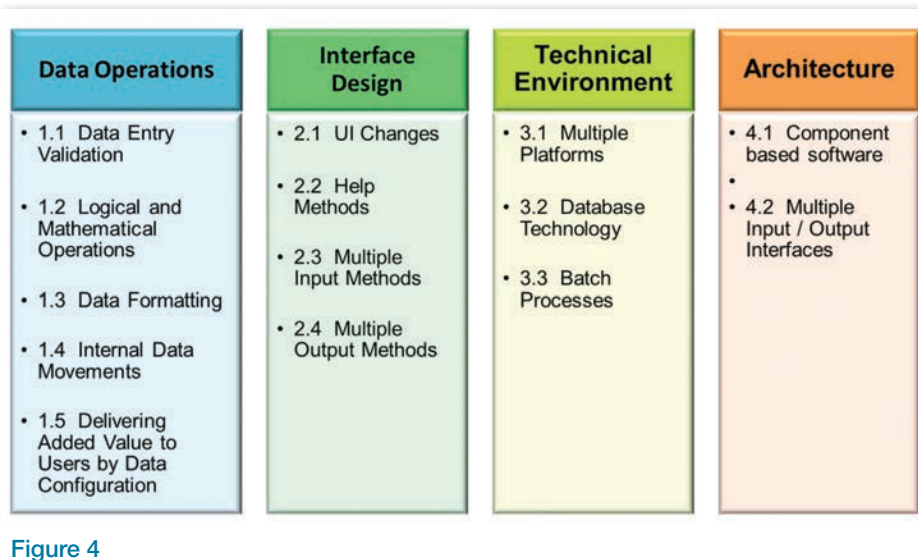 Data Operations
• 1.1 Data Entry
Validation
• 1.2 Logical and
Mathematical
Operations
• 1.3 Data Formatting
• 1.4 Internal Data
Movements
• 1.5 Delivering
Added Value to
Users by Data
Configuration
Interface
Design
• 2.1 UI Changes
• 2.2 Help
Methods
• 2.3 Multiple
Input Methods
• 2.4 Multiple
Output Methods
Technical
Environment
• 3.1 Multiple
Platforms
• 3.2 Database
Technology
• 3.3 Batch
Processes
Architecture
• 4.1 Component
based software
•
• 4.2 Multiple
Input / Output
Interfaces
Figure 4